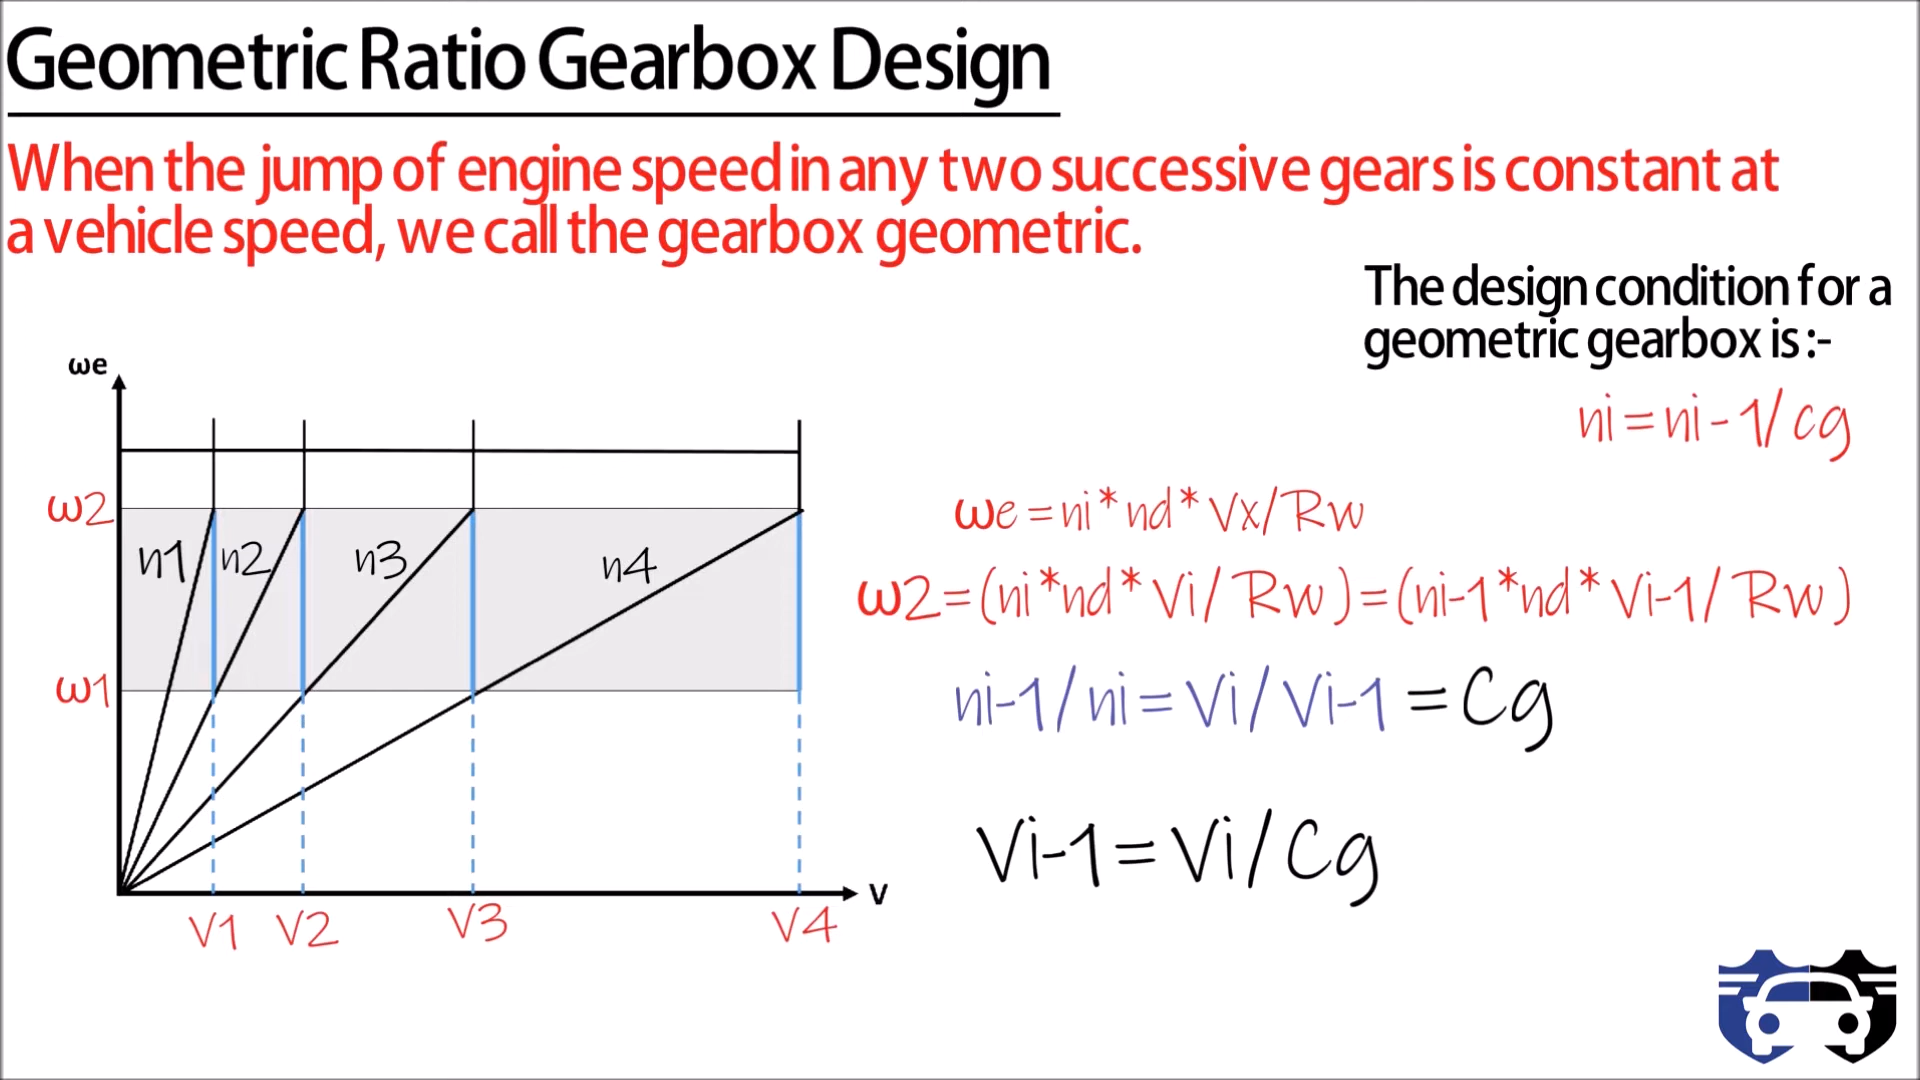 Geometric Ratio Gearbox Design
When the jump of engine speed in any two successive gears is constant at
a vehicle speed, we call the gearbox geometric.
The design condition for a
geometric gearbox is :-
ni=ni-1/cg
ωe
ω2
n1
n2
n3
n4
ω1
V
V1
V2
V3
V4
ωe=ni*nd*Vx/Rw
ω2=(ni*nd*Vi/Rw)=(ni-1*nd*Vi-1/Rw)
ni-1/ni=Vi/Vi-1=Cg
Vi-1=Vi/Cg